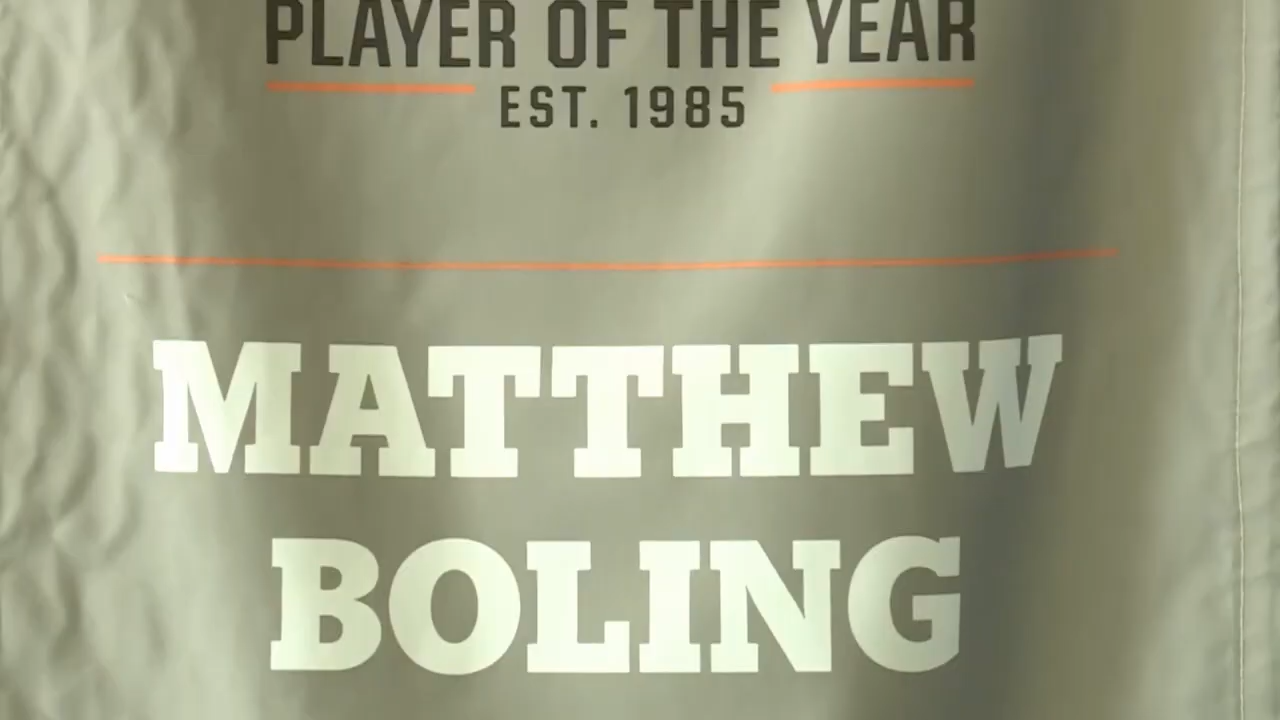 PLAYER OF THE YEAR
EST. 1985
MATTHEW
BOLING